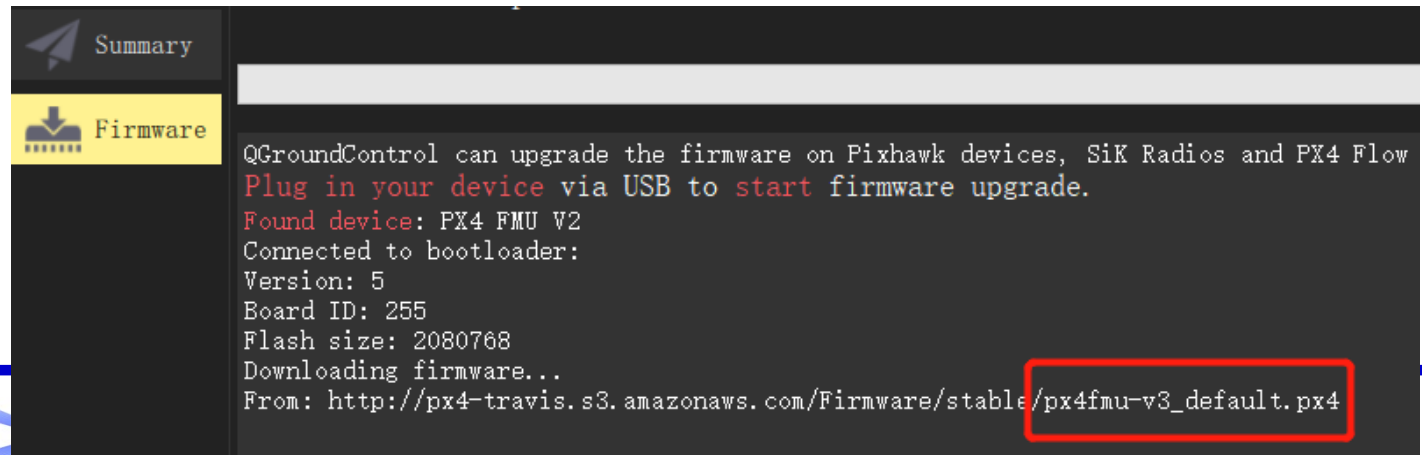 Summary
Firmware
QGroundControl can upgrade the firmware on Pixhawk devices, SiK Radios and PX4 Flow
Plug in your device via USB to start firmware upgrade.
Found device: PX4 FMU V2
Connected to bootloader:
Version: 5
Board ID: 255
Flash size: 2080768
Downloading firmware...
From: http://px4-travis.s3.amazonaws.com/Firmware/stable/px4fmu-v3_default.px4